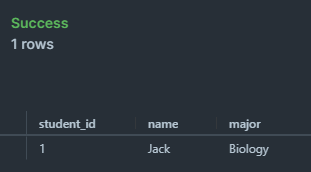 Success
1 rows
student_id name major
1 Jack Biology